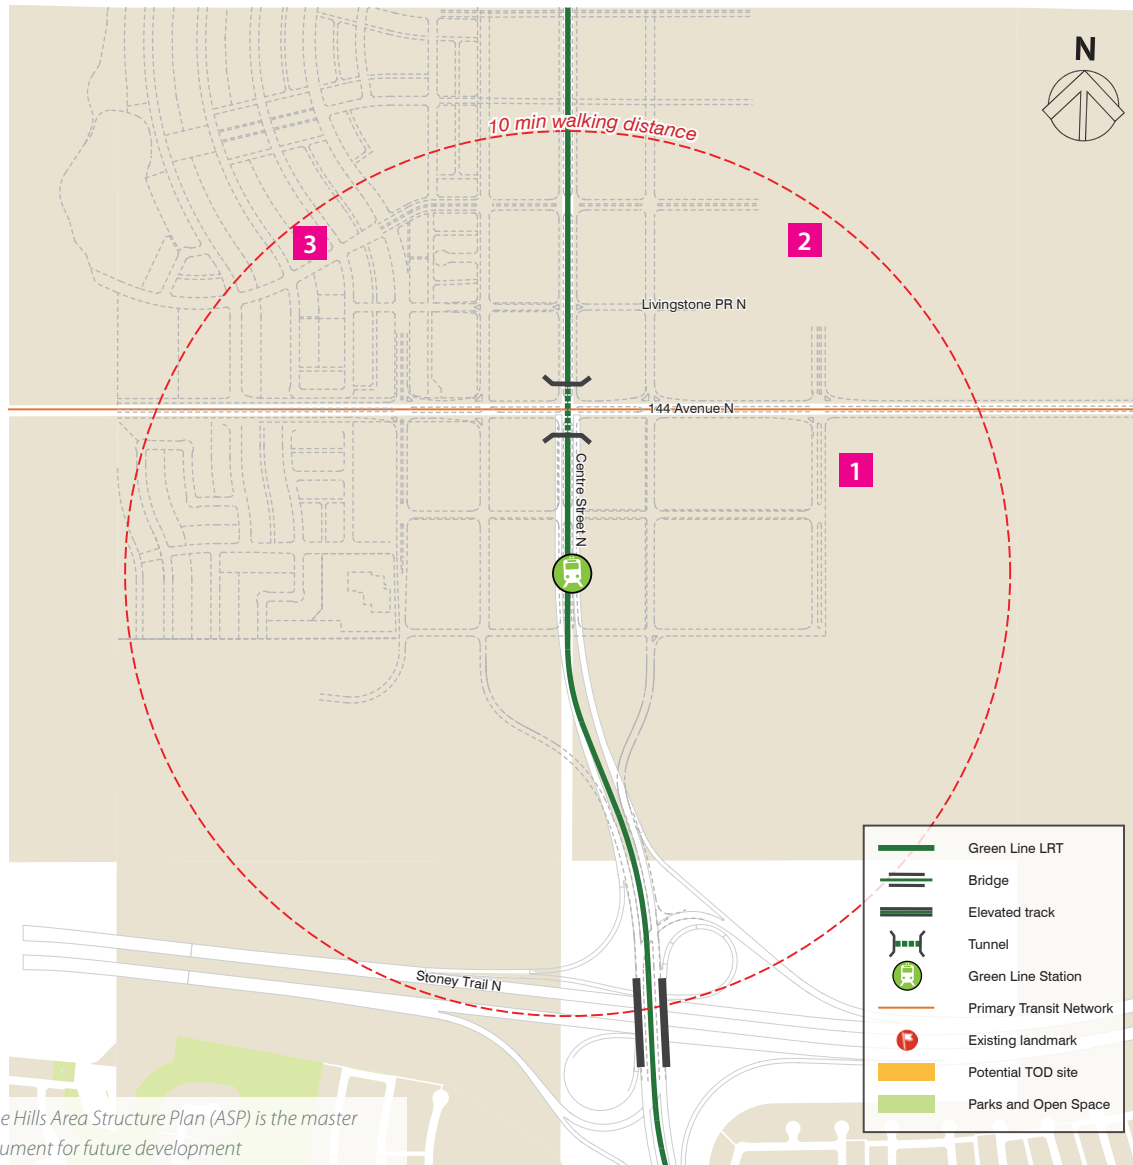 N
10 min walking distance
3
2
Livingstone PR N
144 Avenue N
Centre Street N
1
Stoney Trail N
Green Line LRT
Bridge
Elevated track
Tunnel
Green Line Station
Primary Transit Network
Existing landmark
Potential TOD site
Parks and Open Space
e Hills Area Structure Plan (ASP) is the master
ument for future development